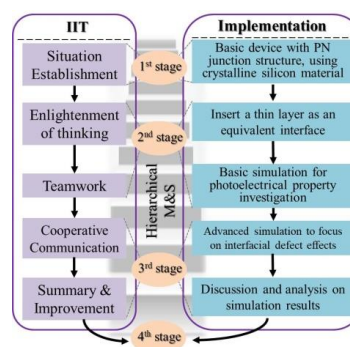 IIT
Situation
Establishment
Enlightenment
of thinking
Teamwork
Cooperative
Communication
Summary &
Improvement
1st stage
2nd stage
Hierarchical
M&S
3rd stage
4th stage
Implementation
Basic device with PN
junction structure, using
crystalline silicon material
Insert a thin layer as an
equivalent interface
Basic simulation for
photoelectrical property
investigation
Advanced simulation to focus
on interfacial defect effects
Discussion and analysis on
simulation results